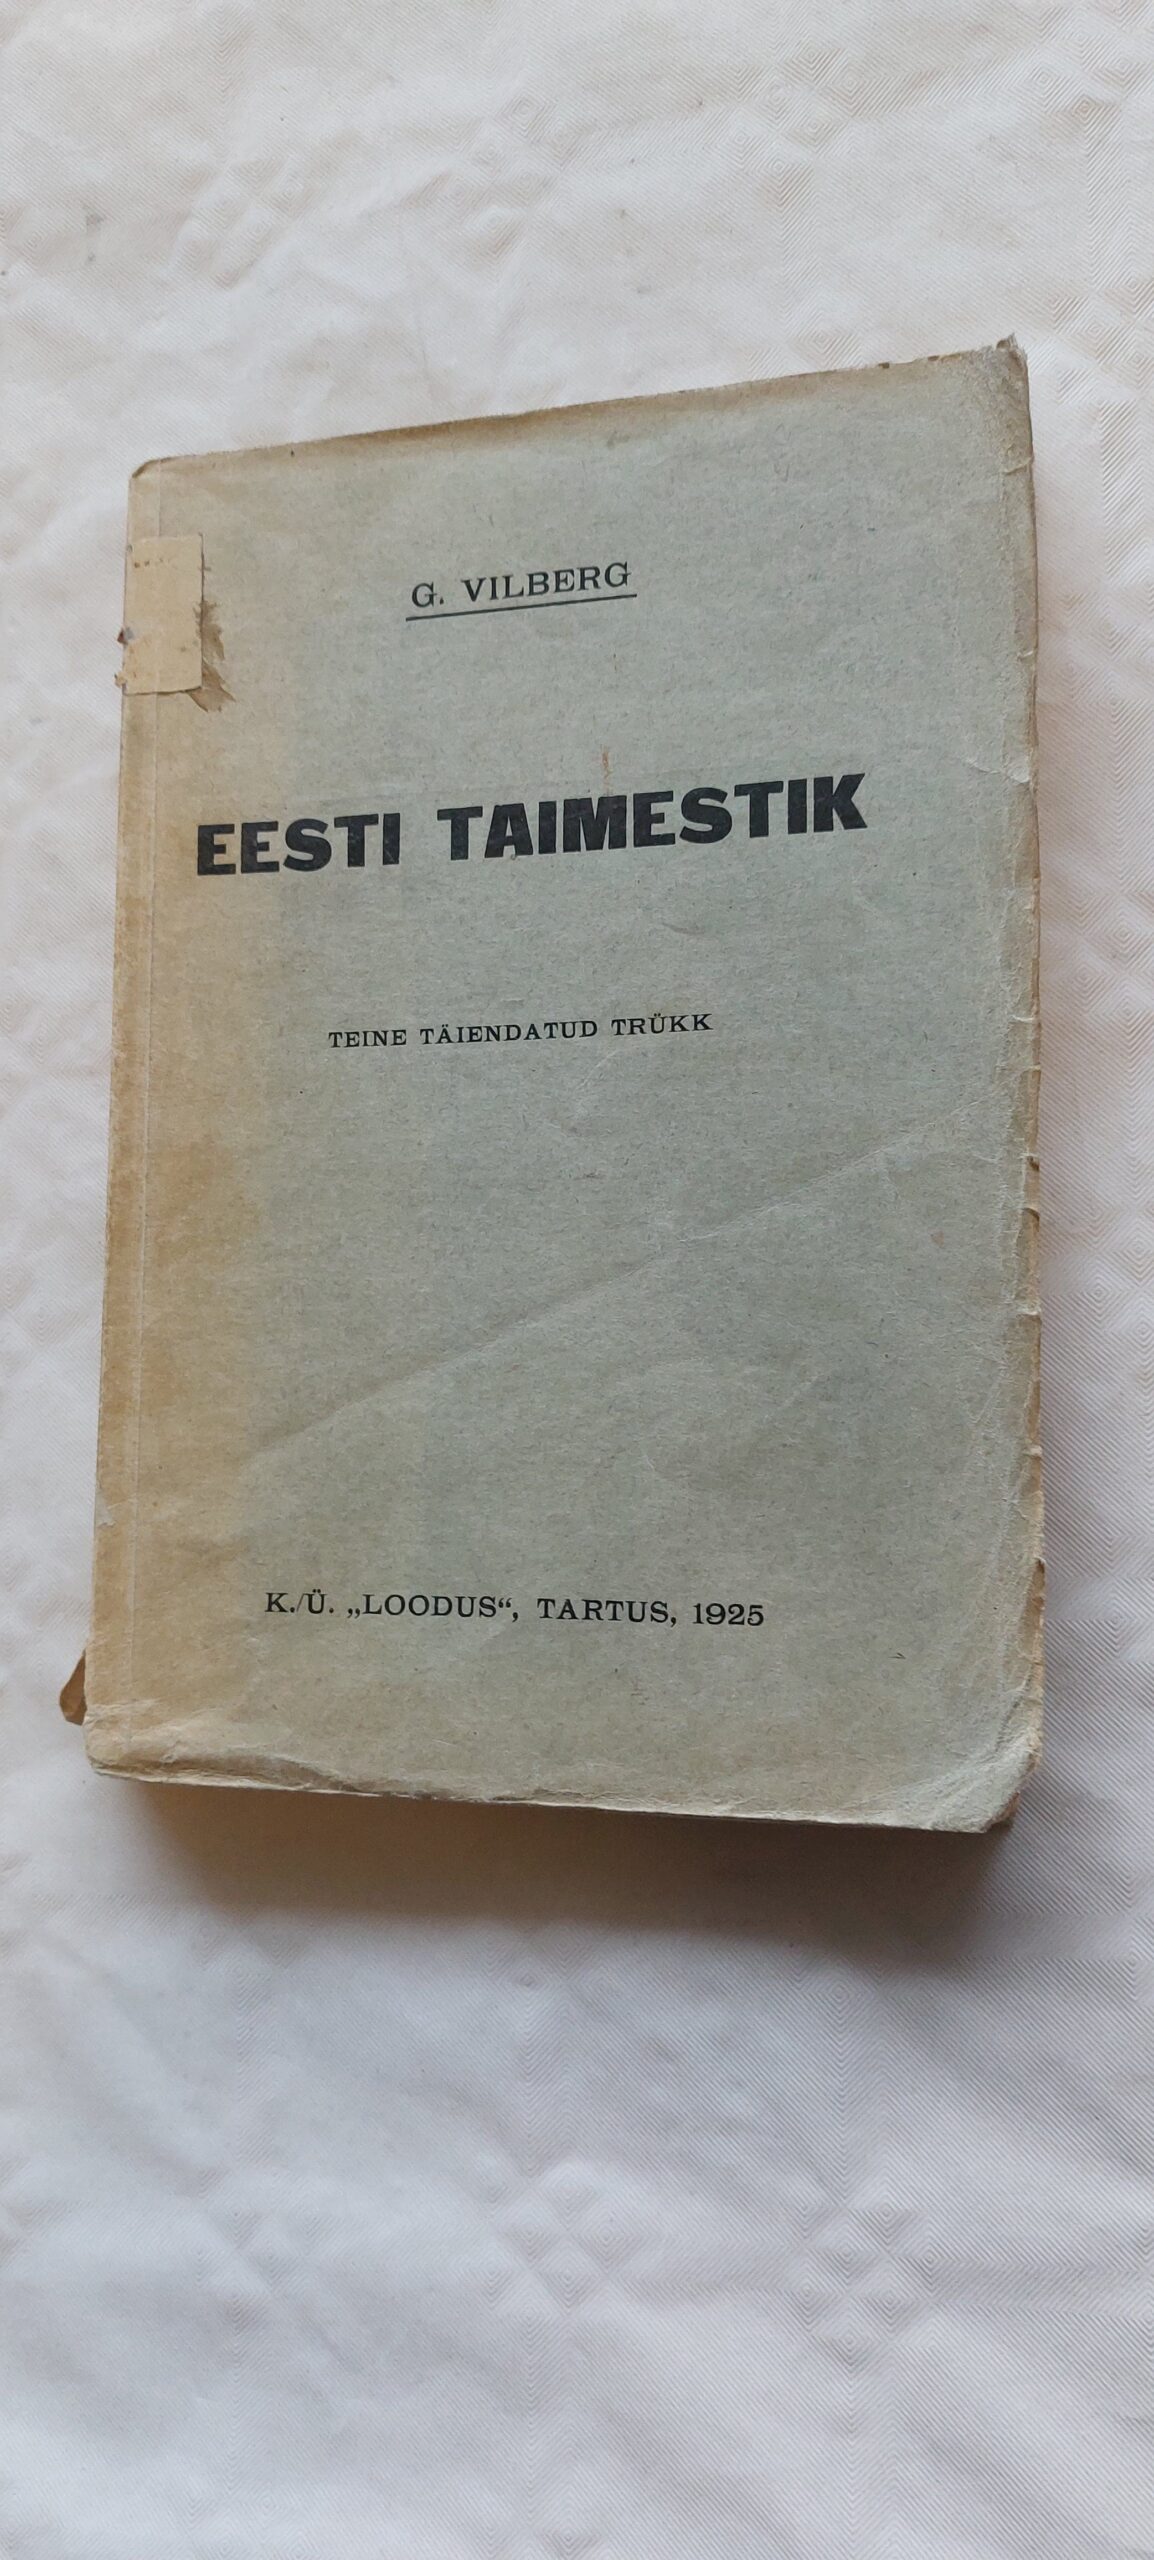 G. VILBERG
EESTI TAIMESTIK
TEINE TÄIENDATUD TRÜKK
K./Ü. „LOODUS“, TARTUS, 1925